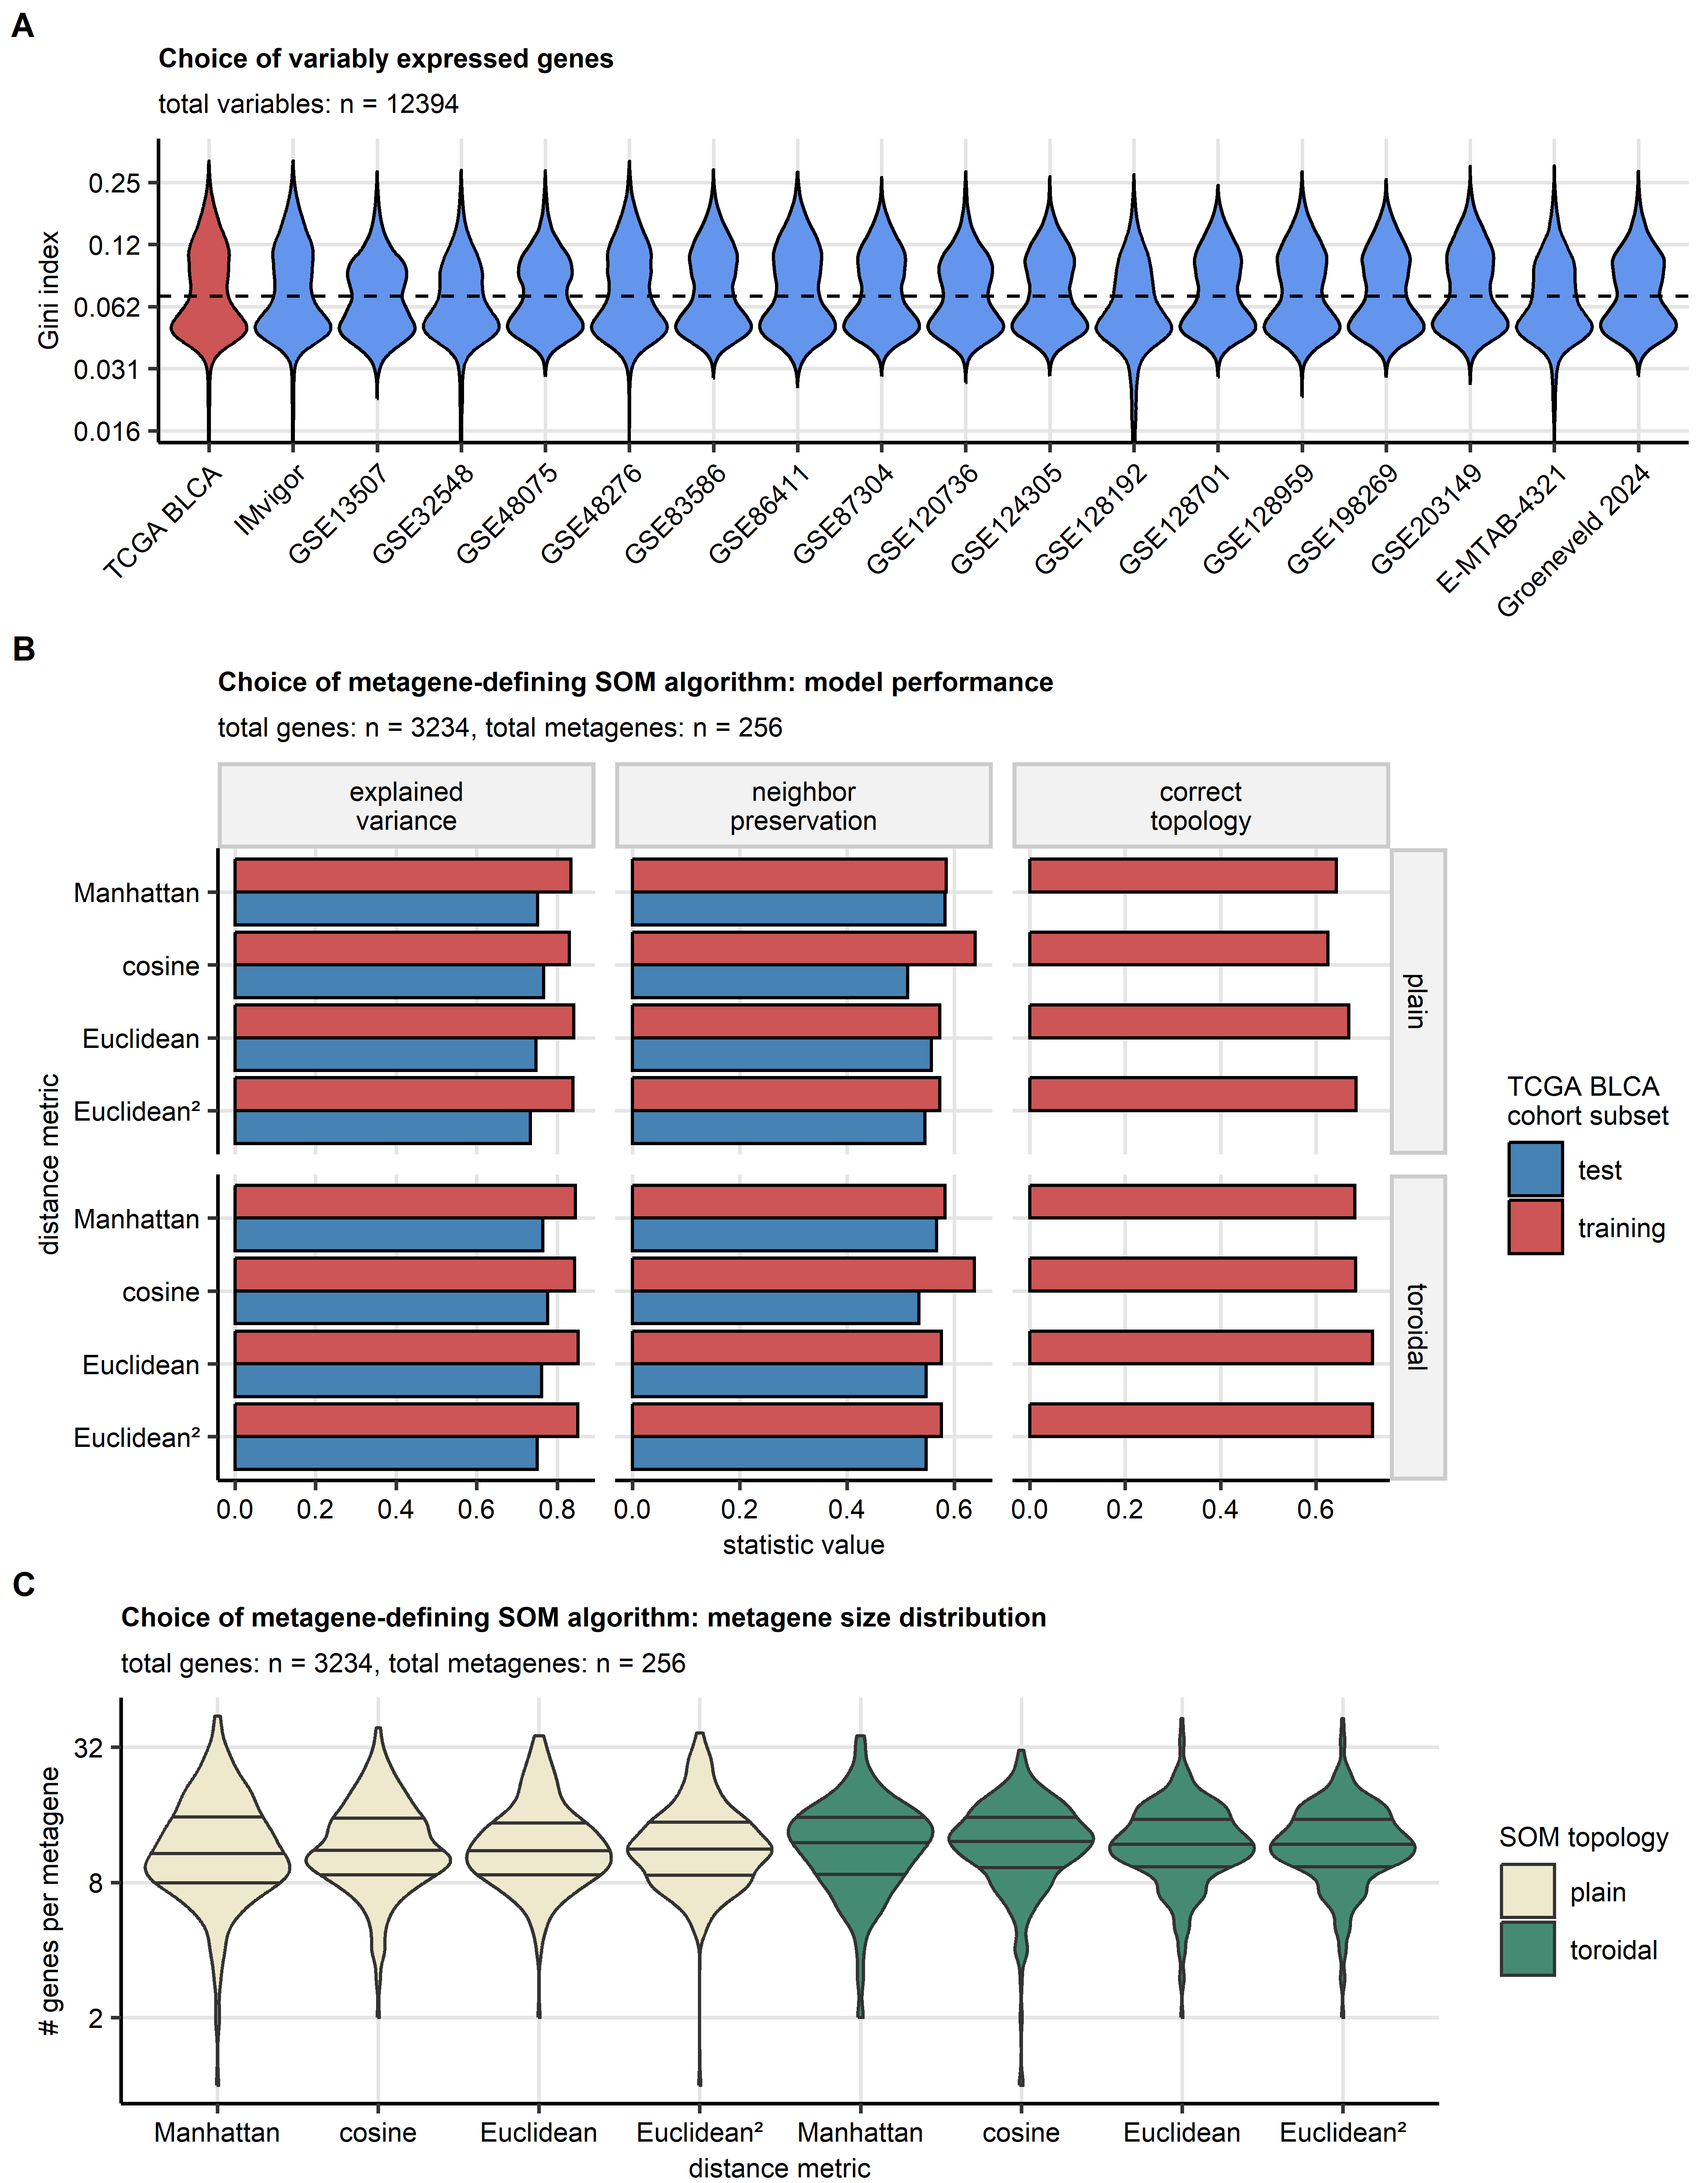 A
Choice of variably expressed genes
total variables: n = 12394
Gini index
0.25
0.12
0.062
0.031
0.016
TCGA BLCA
IMvigor
GSE13507
GSE32548
GSE48075
GSE48276
GSE83586
GSE86411
GSE87304
GSE120736
GSE124305
GSE128192
GSE128701
GSE128959
GSE198269
GSE203149
E-MTAB-4321
Groeneveld 2024
B
Choice of metagene-defining SOM algorithm: model performance
total genes: n = 3234, total metagenes: n = 256
explained
variance
neighbor
preservation
correct
topology
distance metric
Manhattan
cosine
Euclidean
Euclidean²
plain
Manhattan
cosine
Euclidean
Euclidean²
toroidal
0.0 0.2 0.4 0.6 0.8
0.0 0.2 0.4 0.6
0.0 0.2 0.4 0.6
statistic value
TCGA BLCA
cohort subset
test
training
C
Choice of metagene-defining SOM algorithm: metagene size distribution
total genes: n = 3234, total metagenes: n = 256
# genes per metagene
32
8
2
Manhattan
cosine
Euclidean
Euclidean²
Manhattan
cosine
Euclidean
Euclidean²
distance metric
SOM topology
plain
toroidal